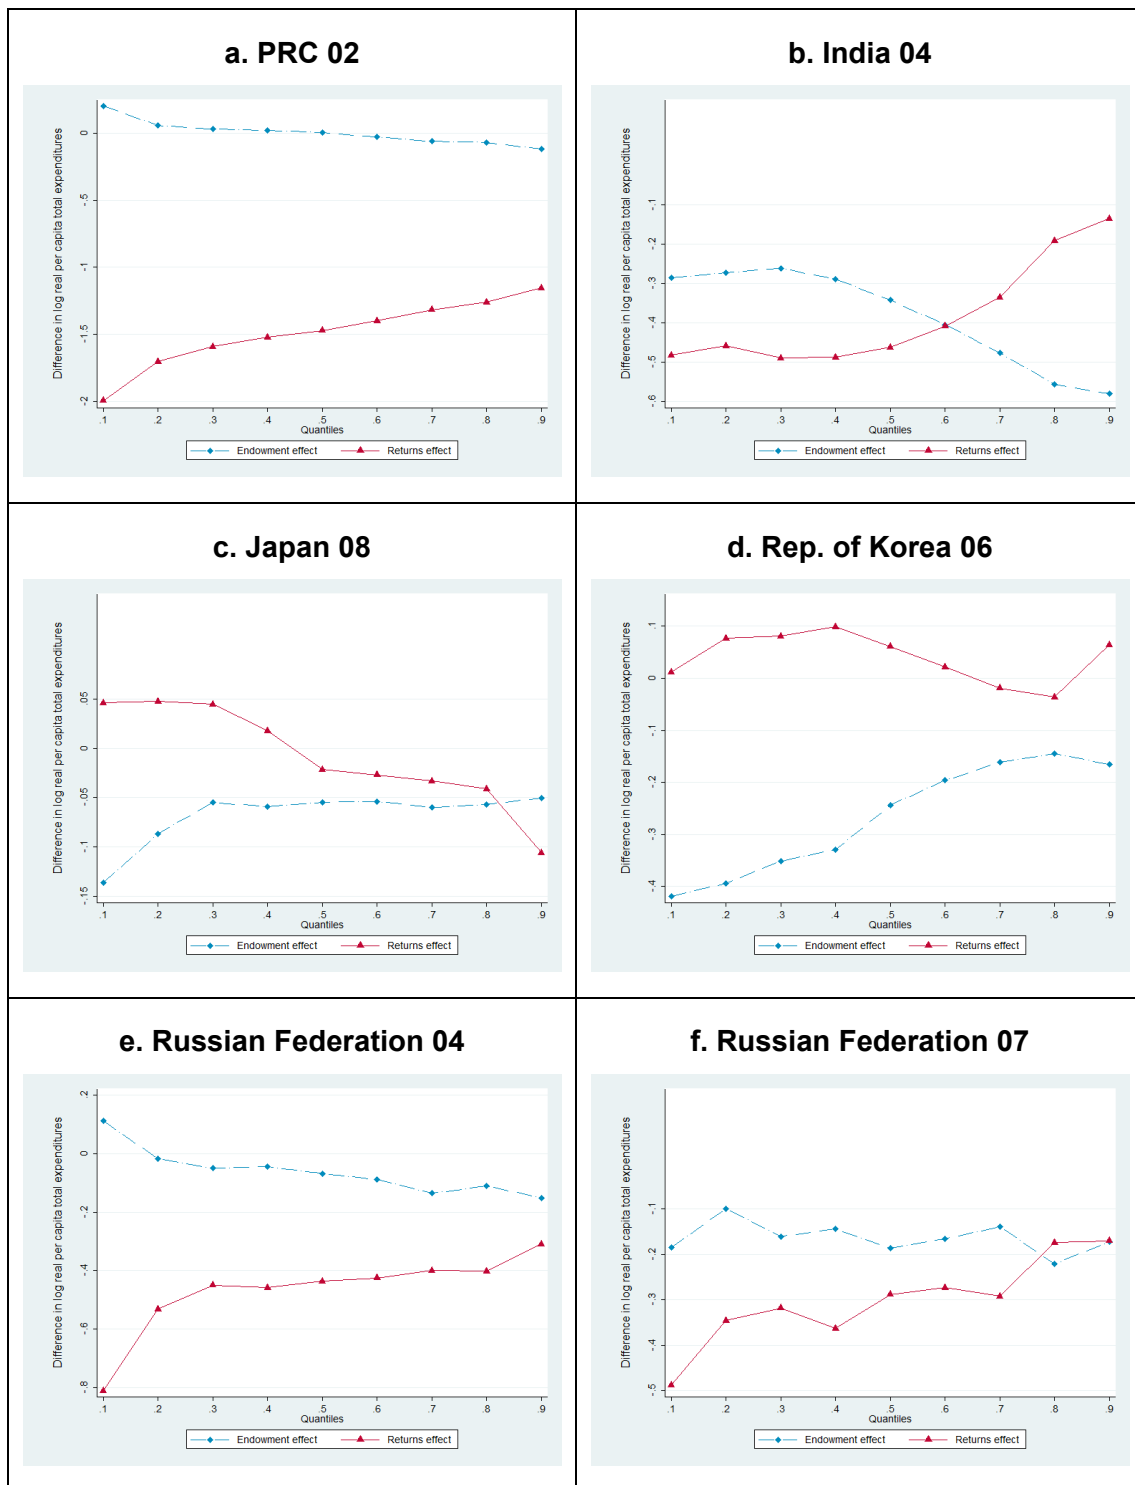 a. PRC 02
Difference in log real per capita total expenditures
0
-.5
-1
-1.5
-2
.1 .2 .3 .4 .5 .6 .7 .8 .9
Quantiles
Endowment effect Returns effect
b. India 04
Difference in log real per capita total expenditures
-.1
-.2
-.3
-.4
-.5
-.6
.1 .2 .3 .4 .5 .6 .7 .8 .9
Quantiles
Endowment effect Returns effect
c. Japan 08
Difference in log real per capita total expenditures
.05
0
-.05
-.1
-.15
.1 .2 .3 .4 .5 .6 .7 .8 .9
Quantiles
Endowment effect Returns effect
d. Rep. of Korea 06
Difference in log real per capita total expenditures
.1
0
-.1
-.2
-.3
-.4
.1 .2 .3 .4 .5 .6 .7 .8 .9
Quantiles
Endowment effect Returns effect
e. Russian Federation 04
Difference in log real per capita total expenditures
.2
0
-.2
-.4
-.6
-.8
.1 .2 .3 .4 .5 .6 .7 .8 .9
Quantiles
Endowment effect Returns effect
f. Russian Federation 07
Difference in log real per capita total expenditures
-.1
-.2
-.3
-.4
-.5
.1 .2 .3 .4 .5 .6 .7 .8 .9
Quantiles
Endowment effect Returns effect